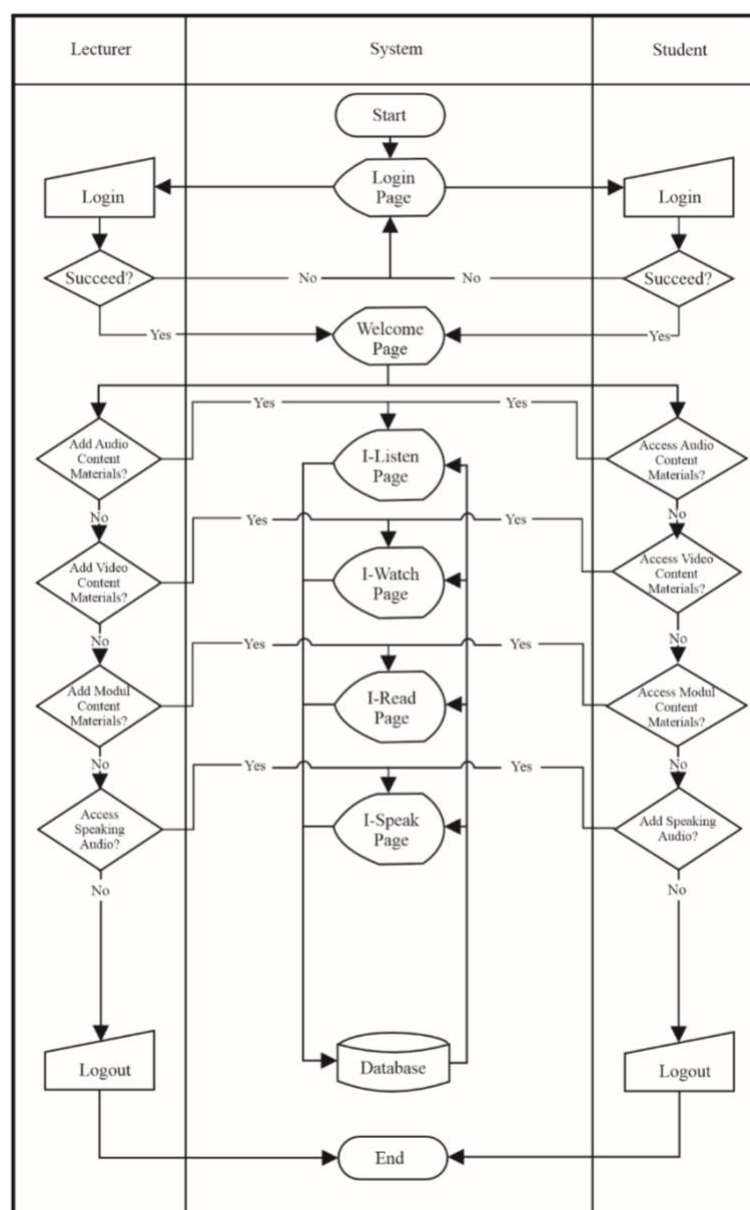 Lecturer
System
Student
Start
Login
Login
Page
Login
Succeed?
No
No
Succeed?
Yes
Welcome
Page
Yes
Yes
Yes
Add Audio
Content
Materials?
I-Listen
Page
Access Audio
Content
Materials?
No
No
Yes
Yes
Add Video
Content
Materials?
I-Watch
Page
Access Video
Content
Materials?
No
No
Yes
Yes
Add Modul
Content
Materials?
I-Read
Page
Access Modul
Content
Materials?
No
No
Yes
Yes
Access
Speaking
Audio?
I-Speak
Page
Add Speaking
Audio?
No
No
Logout
Database
Logout
End